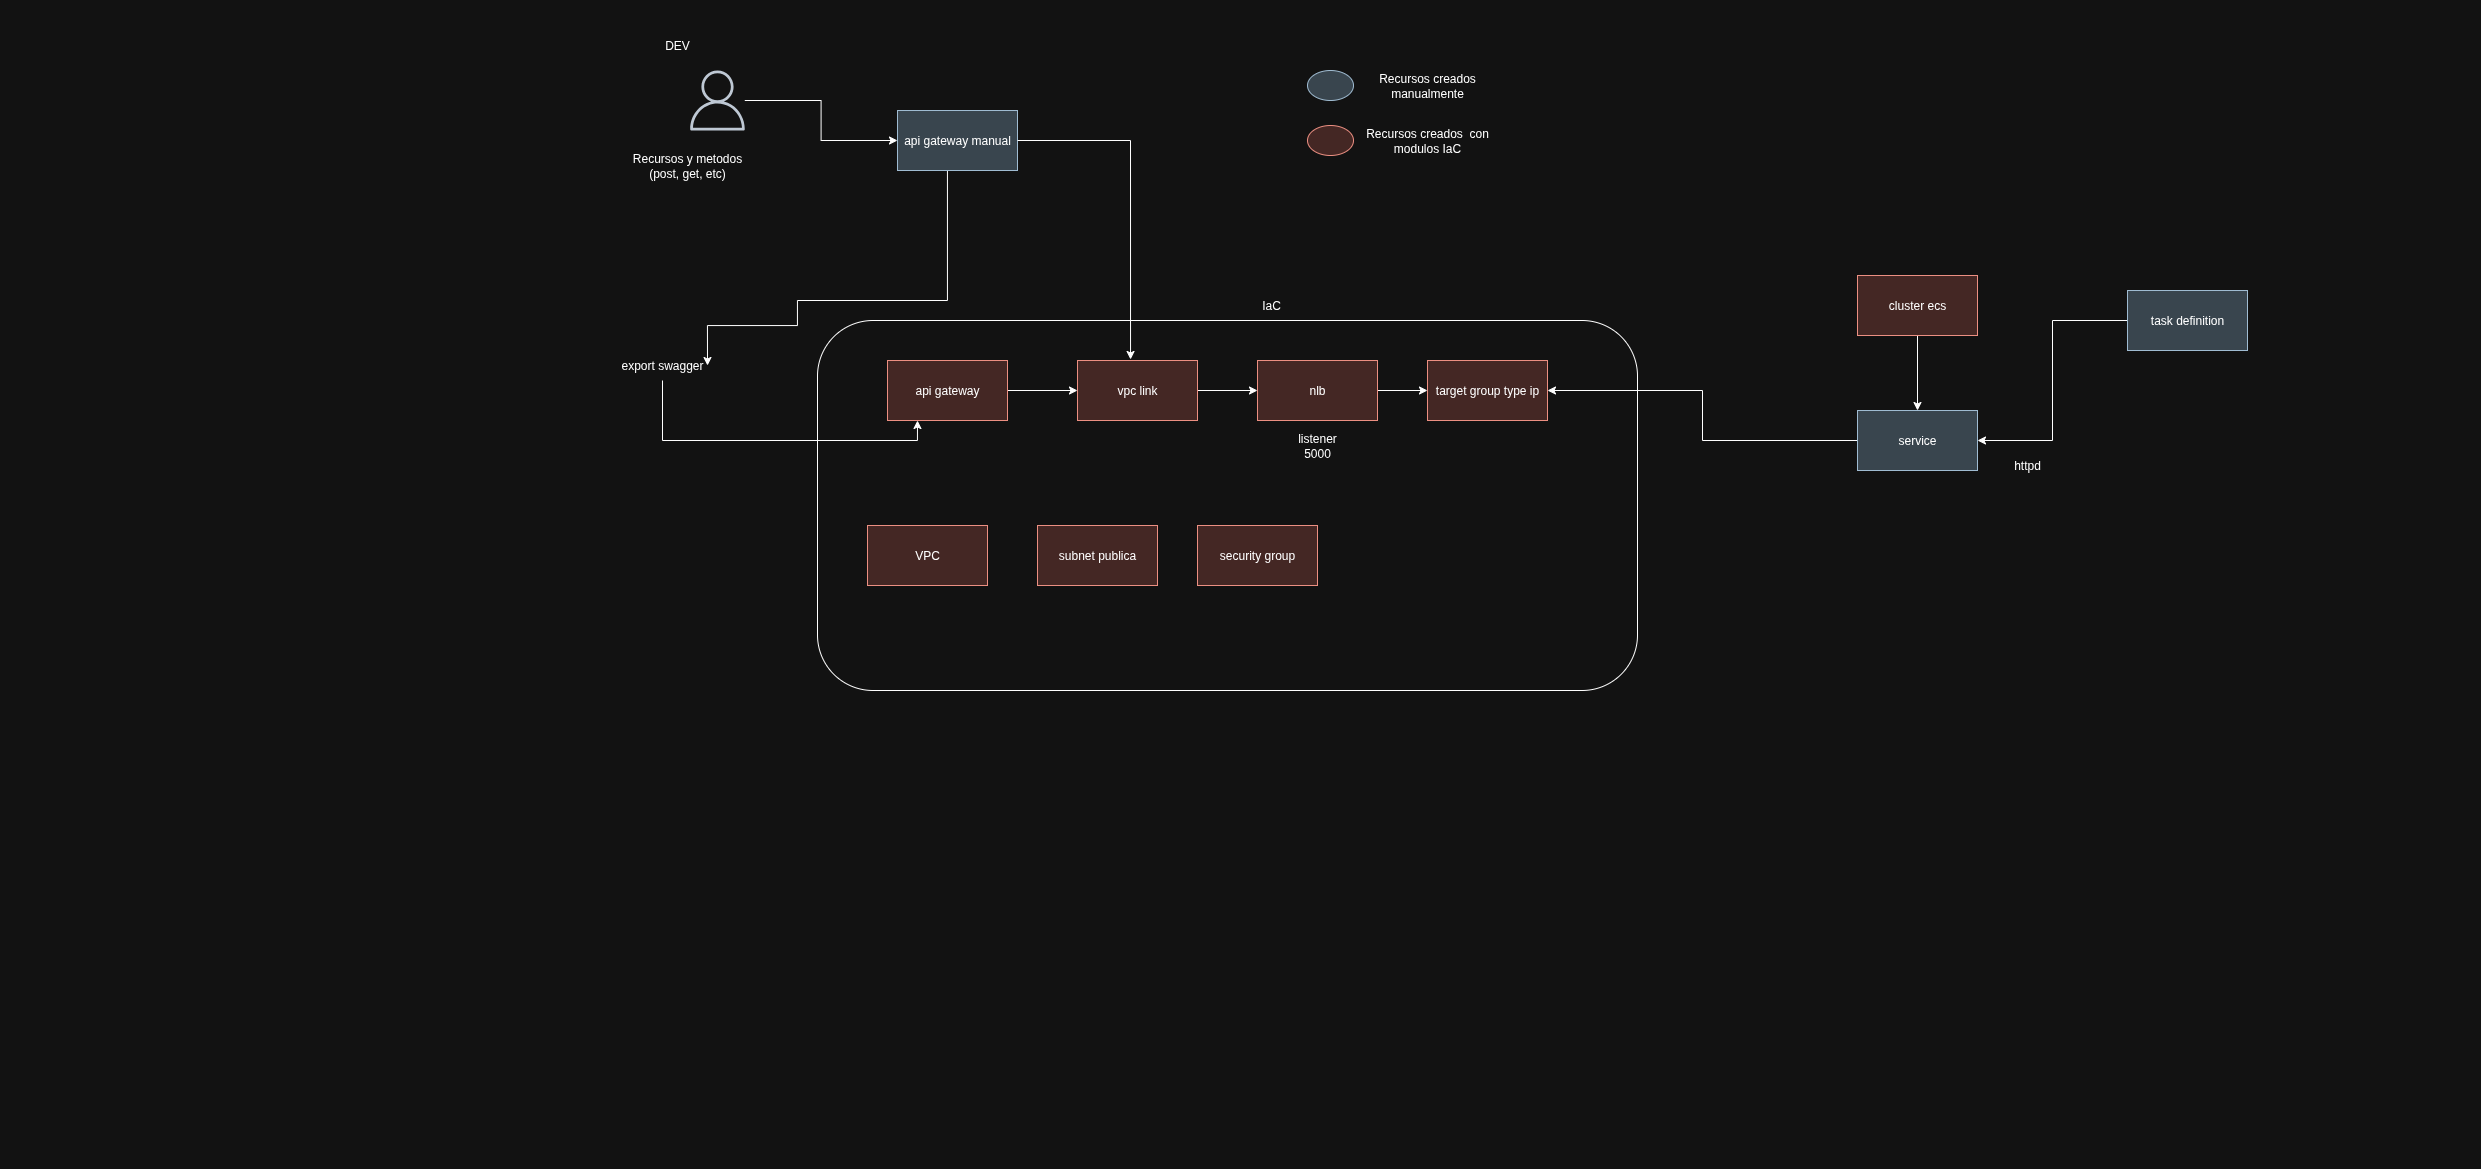 DEV
Recursos y metodos
(post, get, etc)
api gateway manual
Recursos creados
manualmente
Recursos creados  con
modulos IaC
export swagger
IaC
api gateway
vpc link
nlb
target group type ip
listener
5000
VPC
subnet publica
security group
cluster ecs
task definition
service
httpd